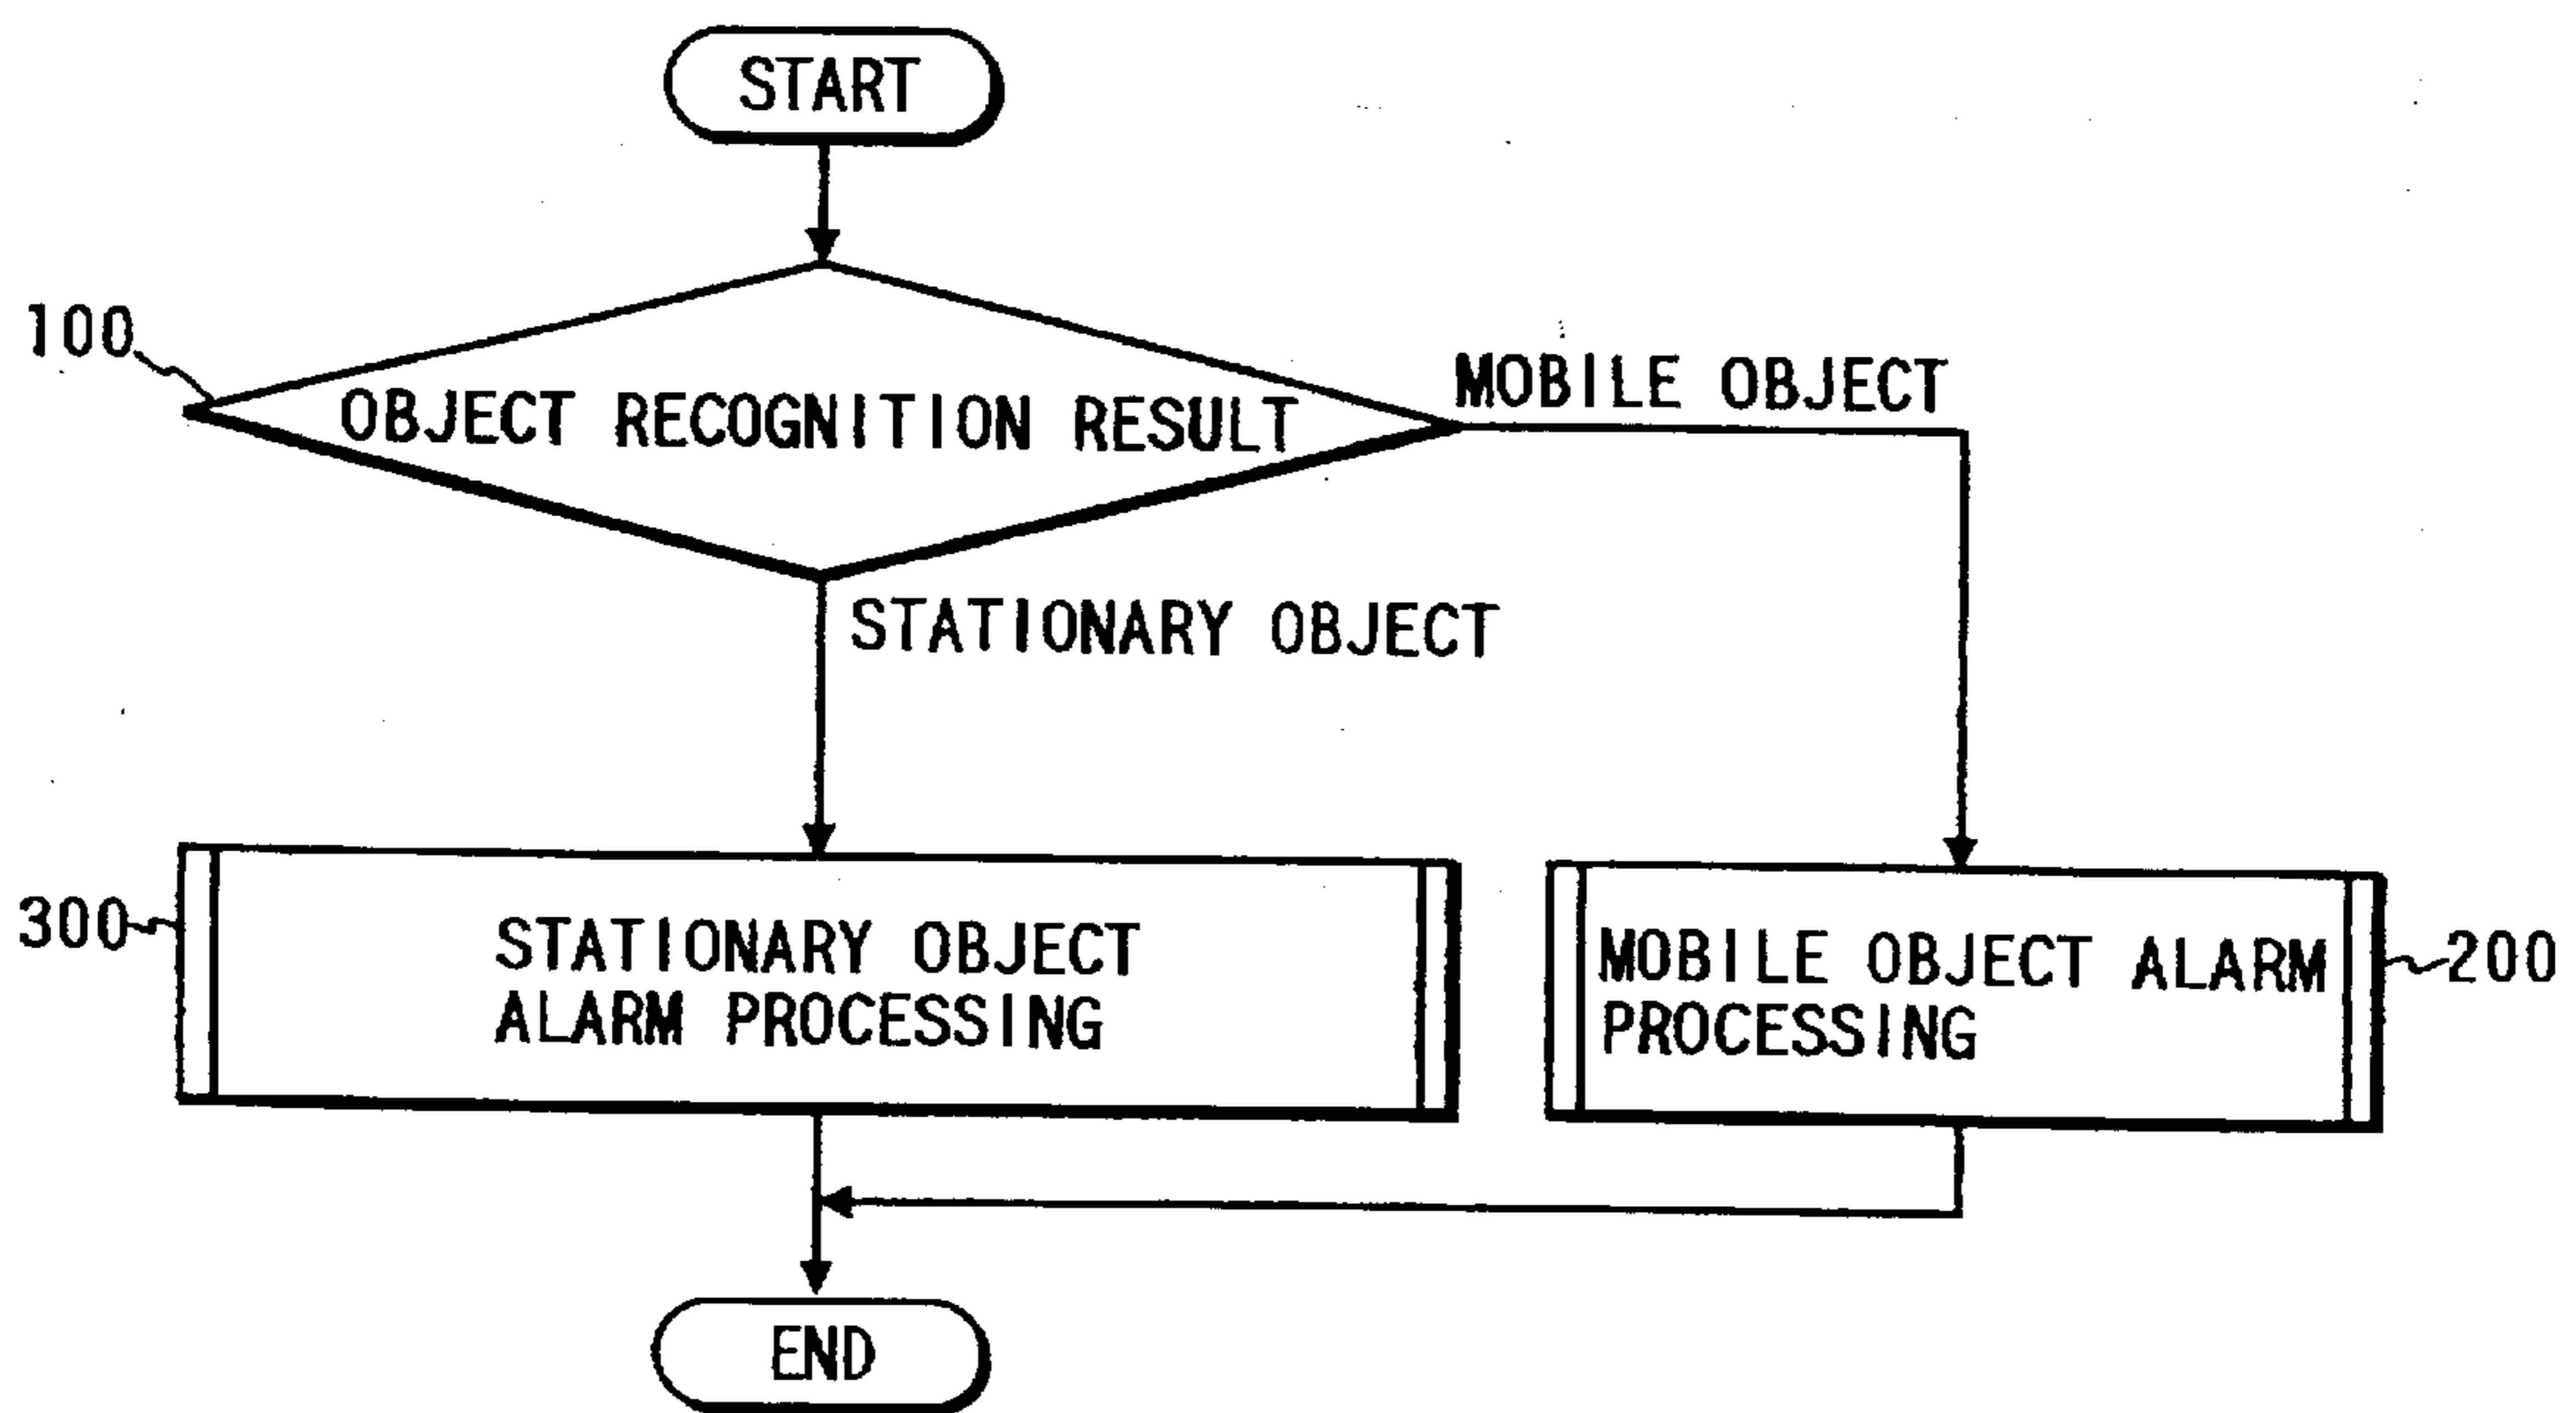 START
100
OBJECT RECOGNITION RESULT
MOBILE OBJECT
STATIONARY OBJECT
300
STATIONARY OBJECT
ALARM PROCESSING
MOBILE OBJECT ALARM
PROCESSING
200
END